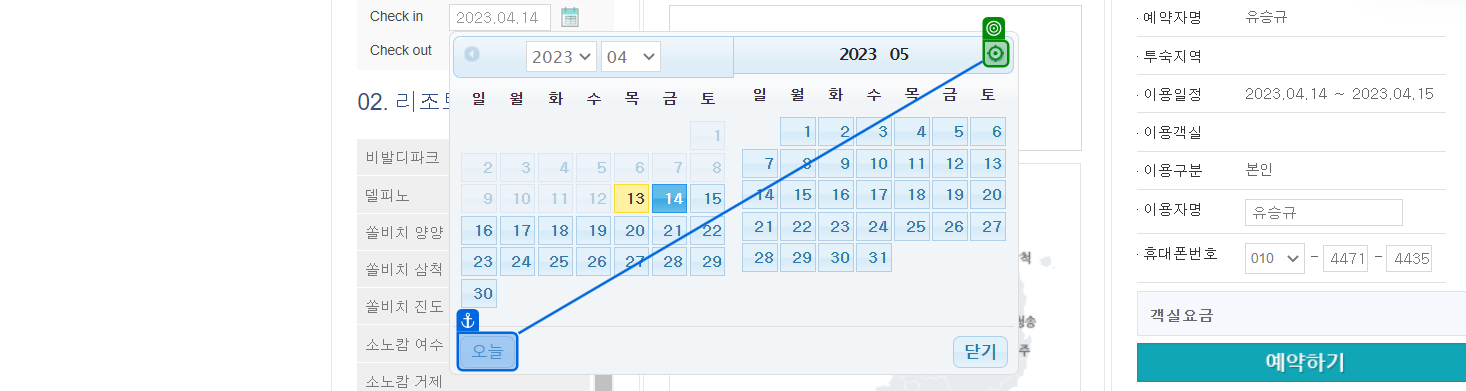 Check in 2023.04.14
Check out
02. 리조
비발디파크
델피노
쏠비치 양양
쏠비치 삼척
쏠비치 진도
소노캄 여수
소노캄 거제
2023 04
일 월 화 수 목 금 토
1
2 3 4 5 6 7 8
9 10 11 12 13 14 15
16 17 18 19 20 21 22
23 24 25 26 27 28 29
30
2023 05
일 월 화 수 목 금 토
1 2 3 4 5 6
7 8 9 10 11 12 13
14 15 16 17 18 19 20
21 22 23 24 25 26 27
28 29 30 31
오늘
닫기
척
청송
주
· 예약자명 유승규
· 투숙지역
· 이용일정 2023.04.14 ~ 2023.04.15
· 이용객실
· 이용구분 본인
· 이용자명 유승규
· 휴대폰번호 010 - 4471 - 4435
객실요금
예약하기